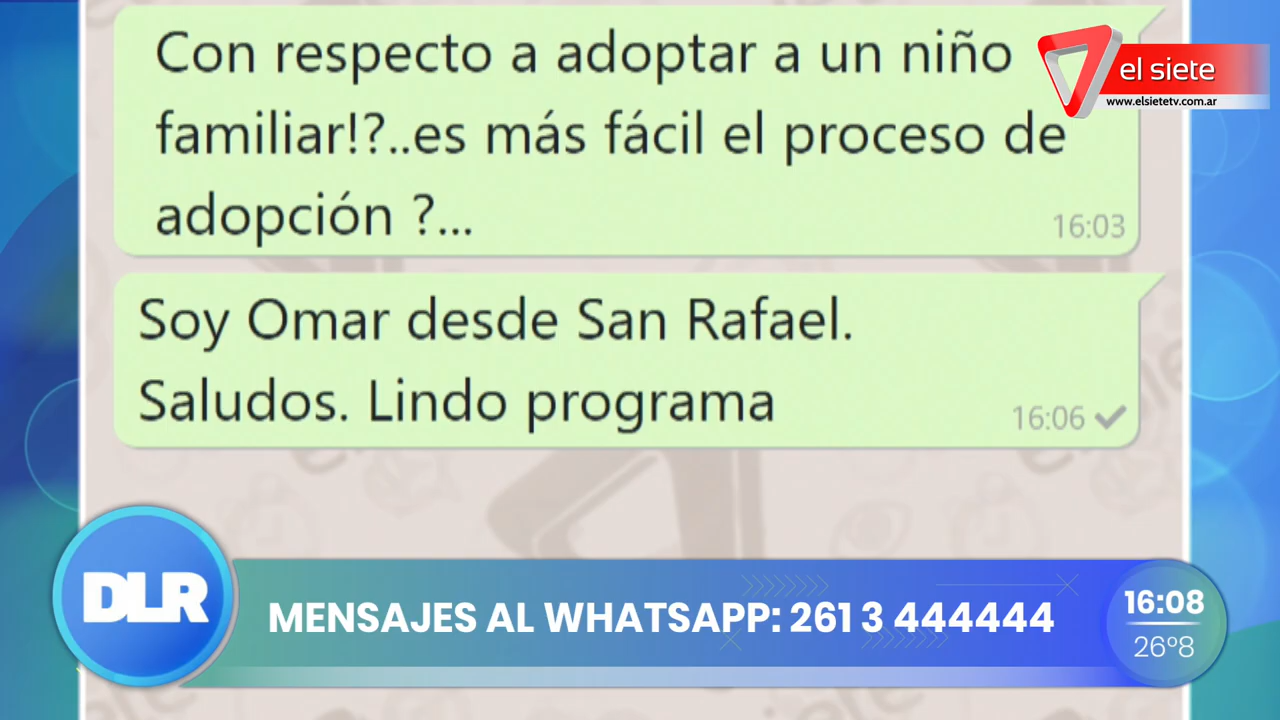 Con respecto a adoptar a un niño
familiar!?..es más fácil el proceso de
adopción ?...
16:03
el siete
www.elsietetv.com.ar
Soy Omar desde San Rafael.
Saludos. Lindo programa
16:06
DLR
MENSAJES AL WHATSAPP: 261 3 444444
16:08
26º8